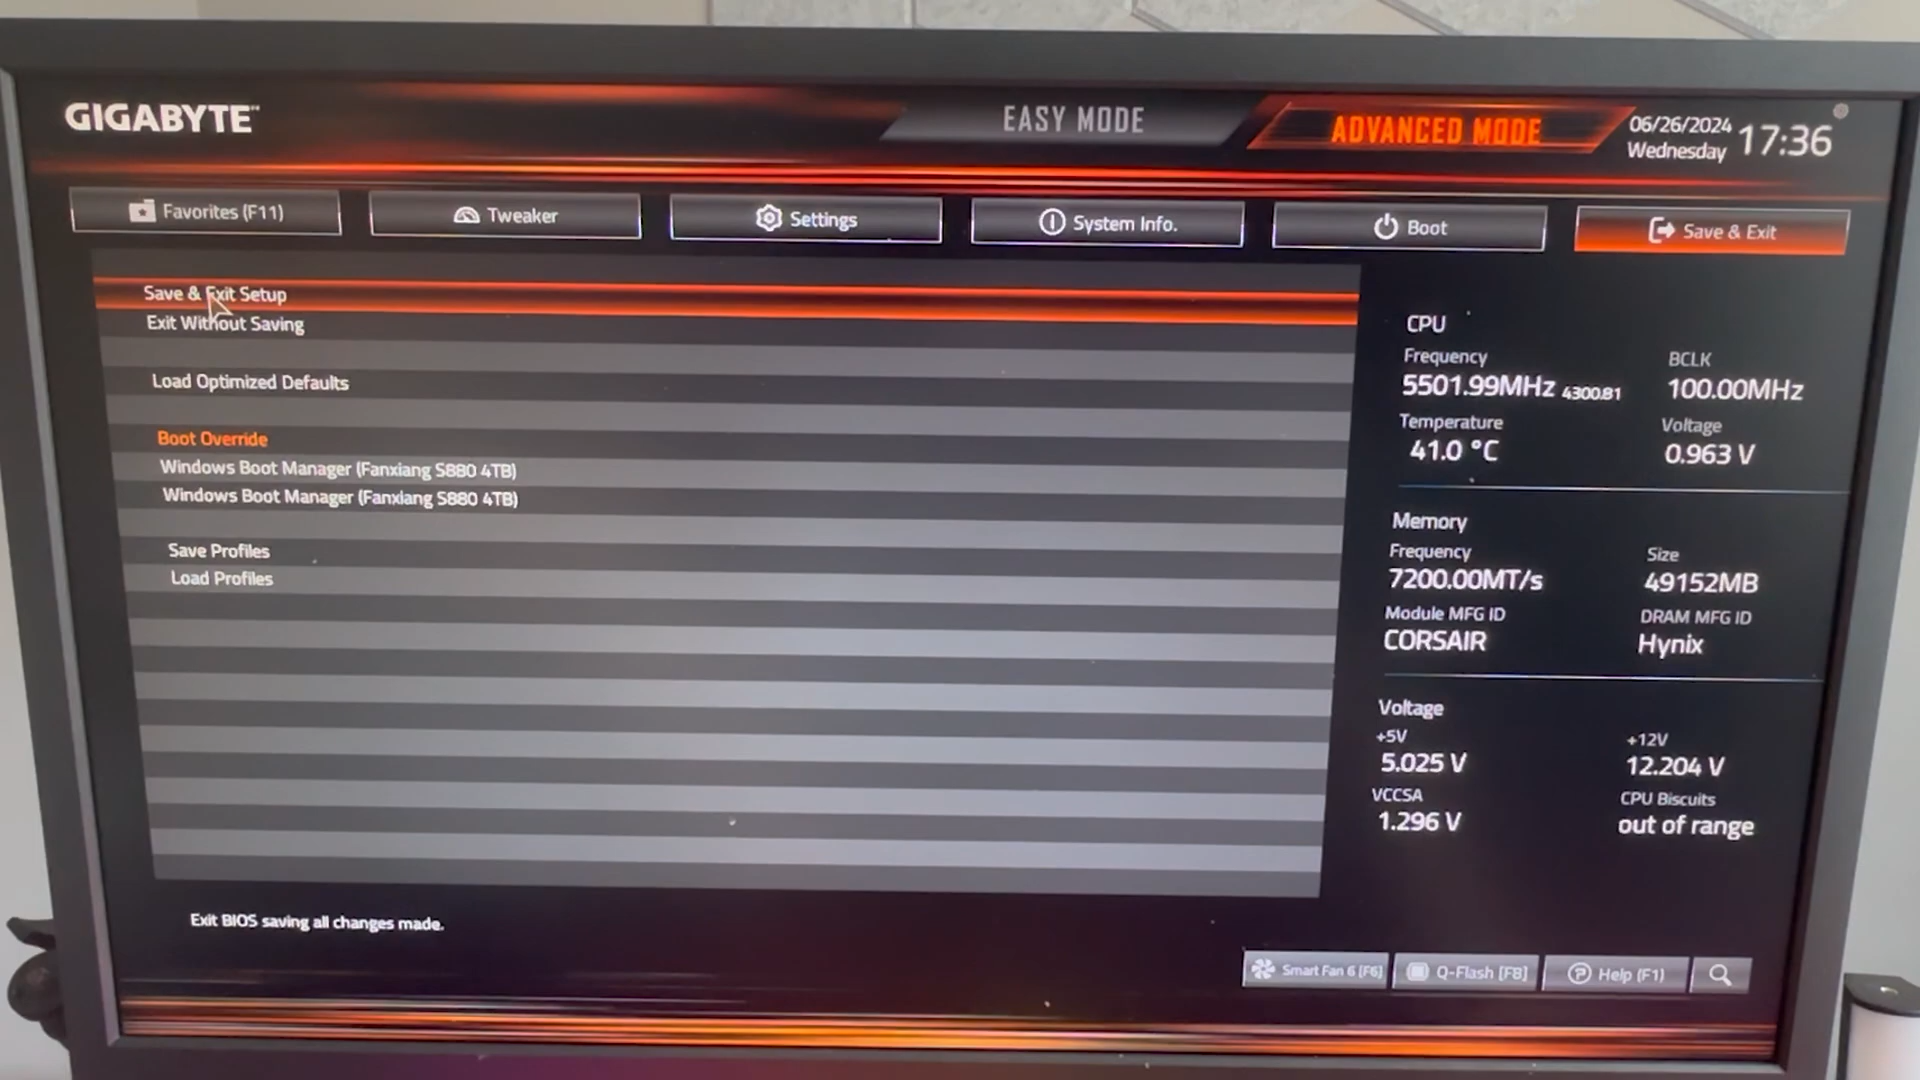 GIGABYTE™
EASY MODE
ADVANCED MODE
06/26/2024
Wednesday
17:36
Favorites (F11)
Tweaker
Settings
System Info.
Boot
Save & Exit
Save & Exit Setup
Exit Without Saving
Load Optimized Defaults
Boot Override
Windows Boot Manager (Fanxiang S880 4TB)
Windows Boot Manager (Fanxiang S880 4TB)
Save Profiles
Load Profiles
CPU
Frequency BCLK
5501.99MHz 4300.81 100.00MHz
Temperature Voltage
41.0 °C 0.963 V
Memory
Frequency Size
7200.00MT/s 49152MB
Module MFG ID DRAM MFG ID
CORSAIR Hynix
Voltage
+5V +12V
5.025 V 12.204 V
VCCSA CPU Biscuits
1.296 V out of range
Exit BIOS saving all changes made.
Smart Fan 6 [F6]
Q-Flash [F8]
Help (F1)